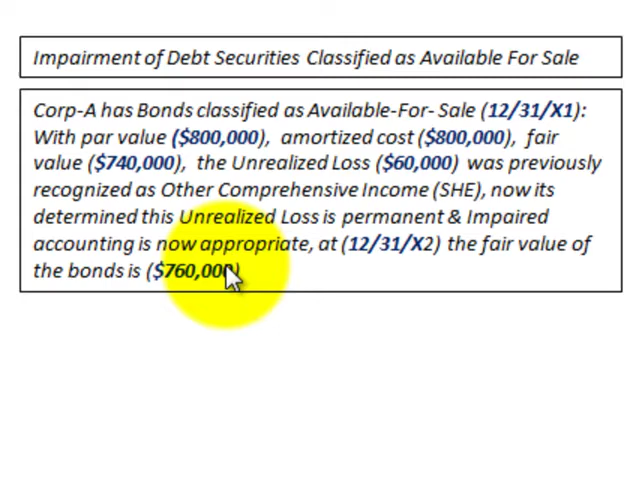 Impairment of Debt Securities Classified as Available For Sale
Corp-A has Bonds classified as Available-For- Sale (12/31/X1):
With par value ($800,000), amortized cost ($800,000), fair
value ($740,000), the Unrealized Loss ($60,000) was previously
recognized as Other Comprehensive Income (SHE), now its
determined this Unrealized Loss is permanent & Impaired
accounting is now appropriate, at (12/31/X2) the fair value of
the bonds is ($760,000)